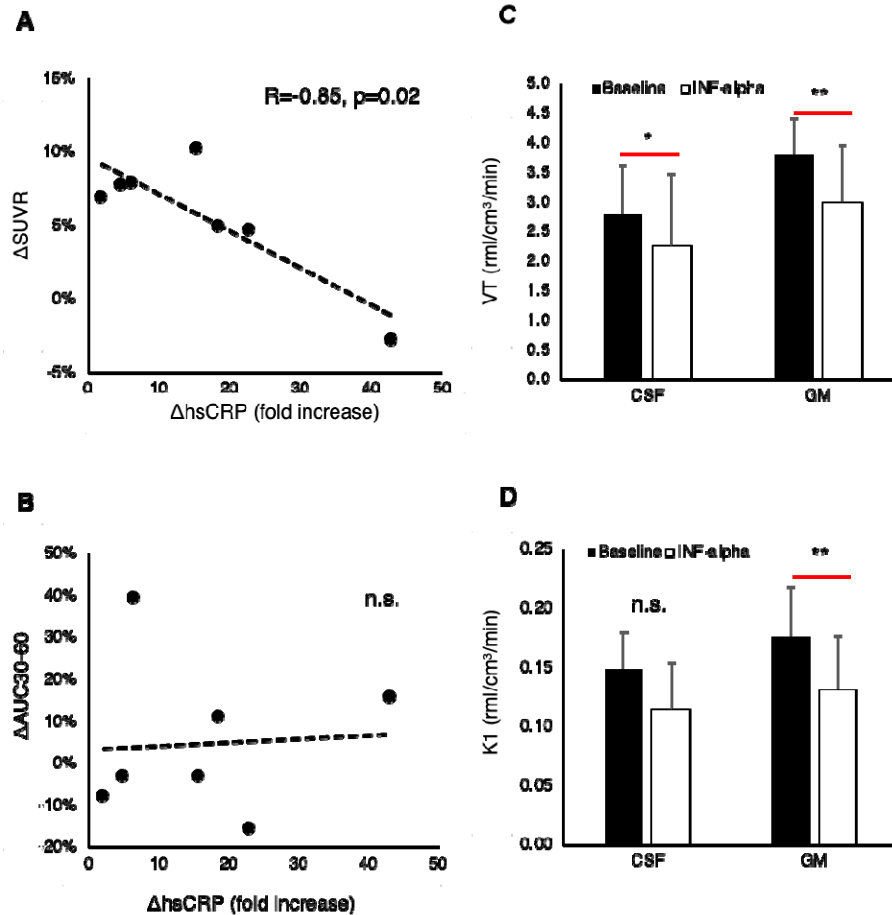 A
R=-0.85, p=0.02
ΔSUVR
15%
10%
5%
0%
-5%
0 10 20 30 40 50
ΔhsCRP (fold increase)
B
n.s.
ΔAUC30-60
50%
40%
30%
20%
10%
0%
-10%
-20%
0 10 20 30 40 50
ΔhsCRP (fold increase)
C
Baseline INF-alpha
* **
VT (rml/cm³/min)
5.0
4.5
4.0
3.5
3.0
2.5
2.0
1.5
1.0
0.5
0.0
CSF GM
D
Baseline INF-alpha
n.s. **
K1 (rml/cm³/min)
0.25
0.20
0.15
0.10
0.05
0.00
CSF GM